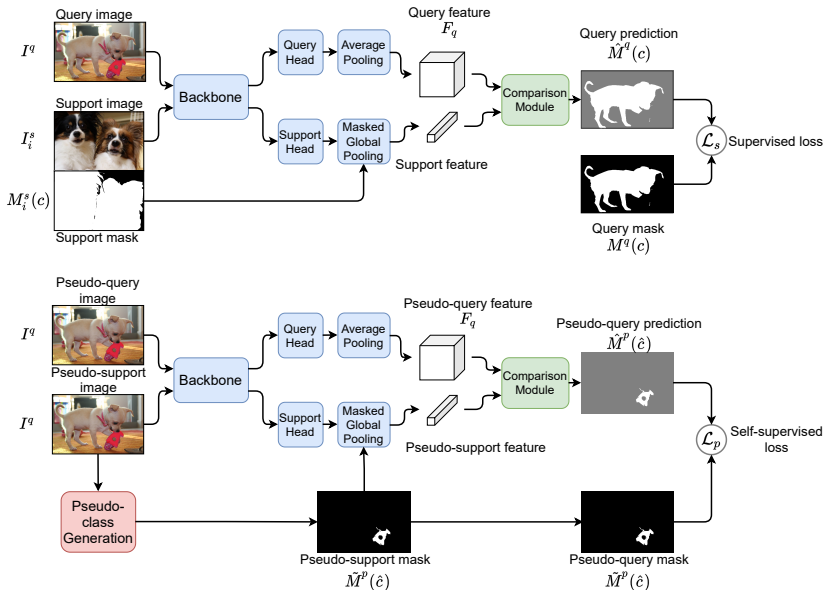 Query image
I^q
Support image
I_i^s
M_i^s(c)
Support mask
Backbone
Query
Head
Average
Pooling
Support
Head
Masked
Global
Pooling
Query feature
F_q
Support feature
Comparison
Module
Query prediction
M̂^q(c)
L_s
Supervised loss
Query mask
M^q(c)
Pseudo-query
image
I^q
Pseudo-support
image
I^q
Backbone
Query
Head
Average
Pooling
Support
Head
Masked
Global
Pooling
Pseudo-query feature
F_q
Pseudo-support feature
Comparison
Module
Pseudo-query prediction
M̂^p(ĉ)
L_p
Self-supervised
loss
Pseudo-
class
Generation
Pseudo-support mask
M̃^p(ĉ)
Pseudo-query mask
M̃^p(ĉ)